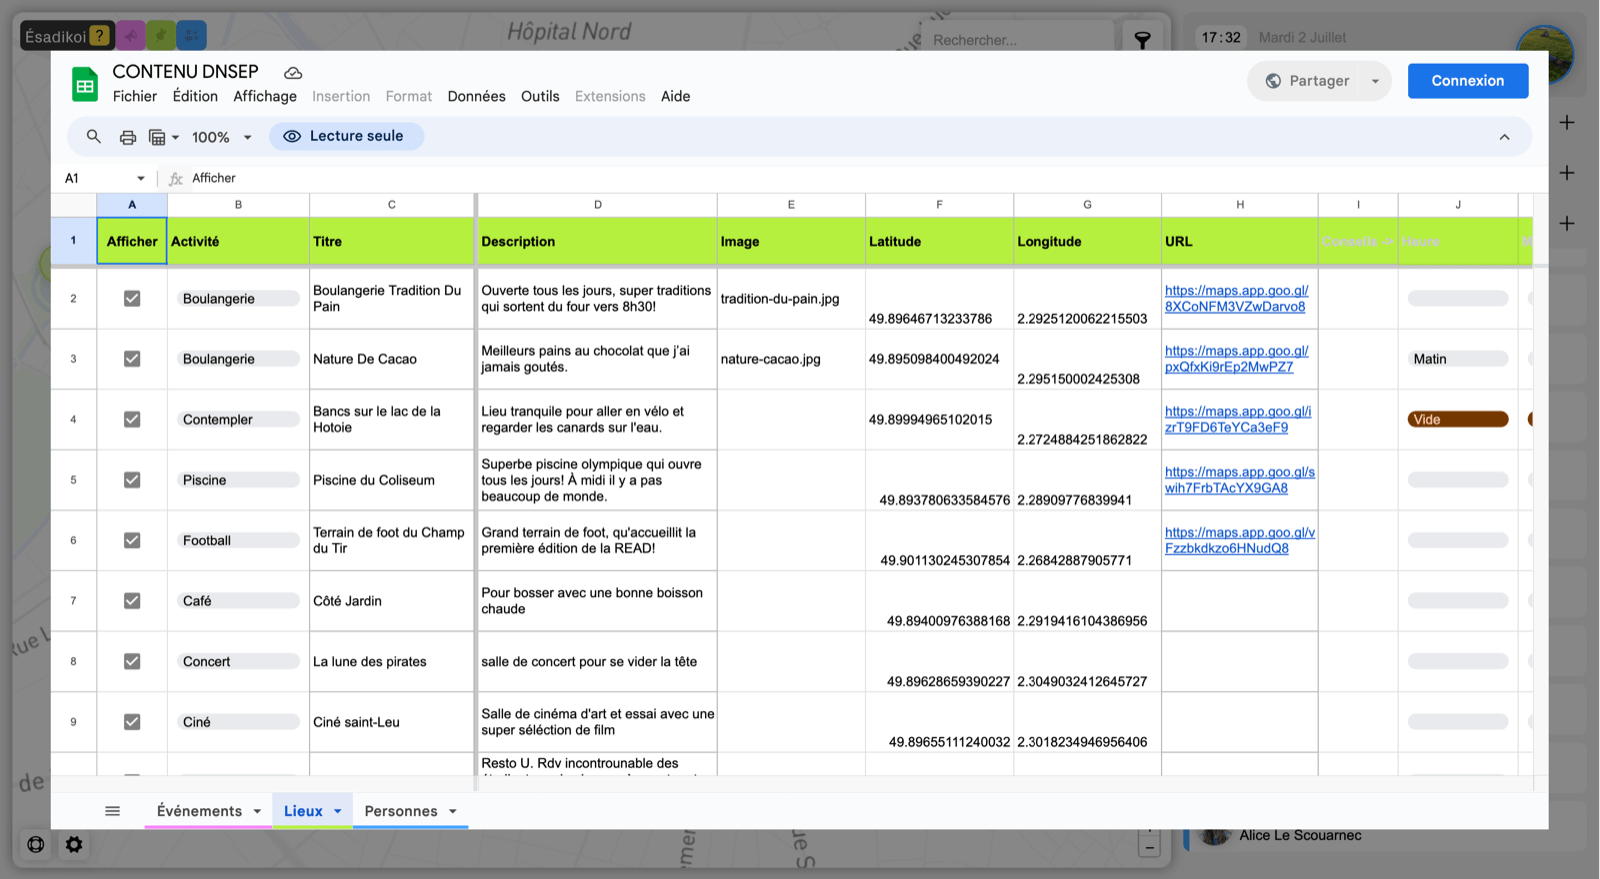 Ésadikoi ?
Hôpital Nord
Rechercher...
17:32 Mardi 2 Juillet
CONTENU DNSEP
Fichier Édition Affichage Insertion Format Données Outils Extensions Aide
Partager
Connexion
100%
Lecture seule
A1
fx Afficher
A B C D E F G H I J
1 Afficher Activité Titre Description Image Latitude Longitude URL Heure
2 Boulangerie
Boulangerie Tradition Du
Pain
Ouverte tous les jours, super traditions
qui sortent du four vers 8h30!
tradition-du-pain.jpg
49.89646713233786
2.2925120062215503
https://maps.app.goo.gl/
8XCoNFM3VZwDarvo8
3 Boulangerie
Nature De Cacao
Meilleurs pains au chocolat que j'ai
jamais goutés.
nature-cacao.jpg
49.895098400492024
2.295150002425308
https://maps.app.goo.gl/
pxQfxKi9rEp2MwPZ7
Matin
4 Contempler
Bancs sur le lac de la
Hotoie
Lieu tranquile pour aller en vélo et
regarder les canards sur l'eau.
49.89994965102015
2.2724884251862822
https://maps.app.goo.gl/i
zrT9FD6TeYCa3eF9
Vide
5 Piscine
Piscine du Coliseum
Superbe piscine olympique qui ouvre
tous les jours! À midi il y a pas
beaucoup de monde.
49.893780633584576
2.28909776839941
https://maps.app.goo.gl/s
wih7FrbTAcYX9GA8
6 Football
Terrain de foot du Champ
du Tir
Grand terrain de foot, qu'accueillit la
première édition de la READ!
49.901130245307854
2.26842887905771
https://maps.app.goo.gl/v
Fzzbkdkzo6HNudQ8
7 Café
Côté Jardin
Pour bosser avec une bonne boisson
chaude
49.89400976388168
2.2919416104386956
8 Concert
La lune des pirates
salle de concert pour se vider la tête
49.89628659390227
2.3049032412645727
9 Ciné
Ciné saint-Leu
Salle de cinéma d'art et essai avec une
super séléction de film
49.89655111240032
2.3018234946956406
Resto U. Rdv incontrounable des
Événements Lieux Personnes
Alice Le Scouarnec